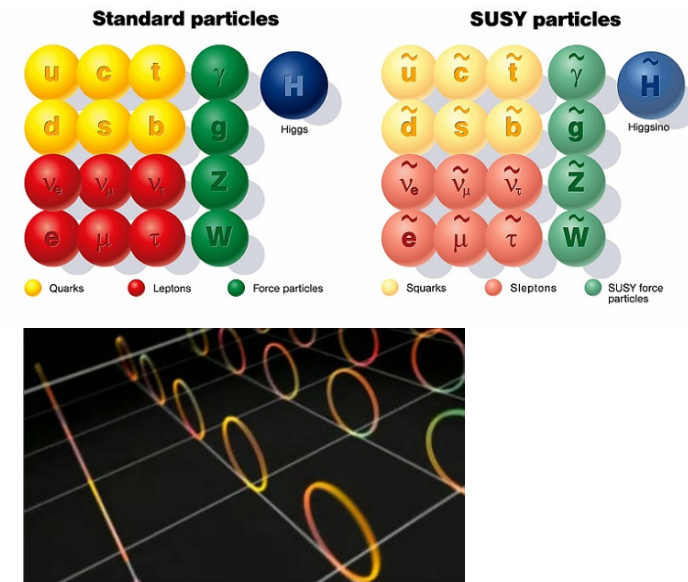 Standard particles
u c t γ H
Higgs
d s b g
νe νμ ντ Z
e μ τ W
Quarks Leptons Force particles
SUSY particles
ũ c̃ t̃ γ̃ H̃
Higgsino
d̃ s̃ b̃ g̃
ν̃e ν̃μ ν̃τ Z̃
ẽ μ̃ τ̃ W̃
Squarks Sleptons SUSY force
particles